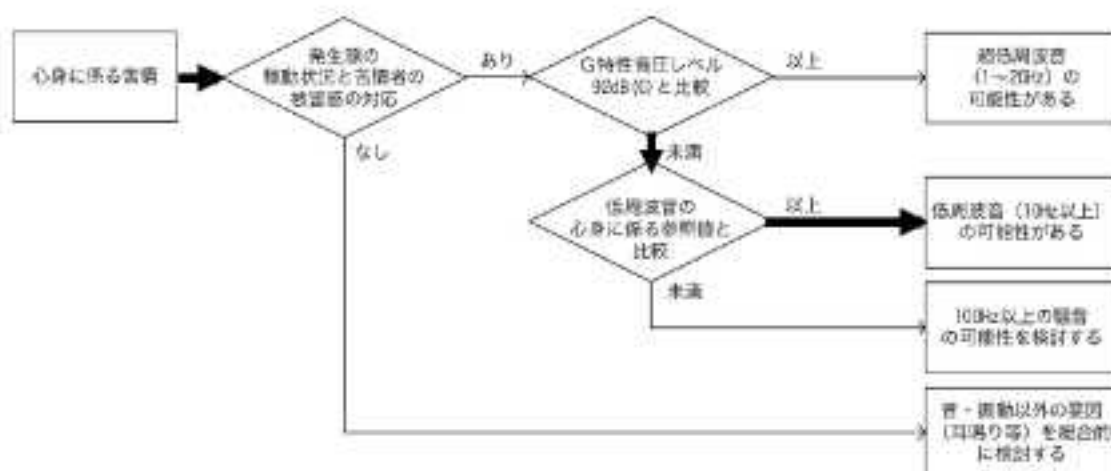 心身に係る苦情
発生源の
稼動状況と苦情者の
被害感の対応
あり
なし
G特性音圧レベル
92dB(G)と比較
以上
未満
超低周波音
(1～20Hz)の
可能性がある
低周波音の
心身に係る参照値と
比較
以上
未満
低周波音（10Hz以上）
の可能性がある
100Hz以上の騒音
の可能性を検討する
音・振動以外の要因
（耳鳴り等）を総合的
に検討する